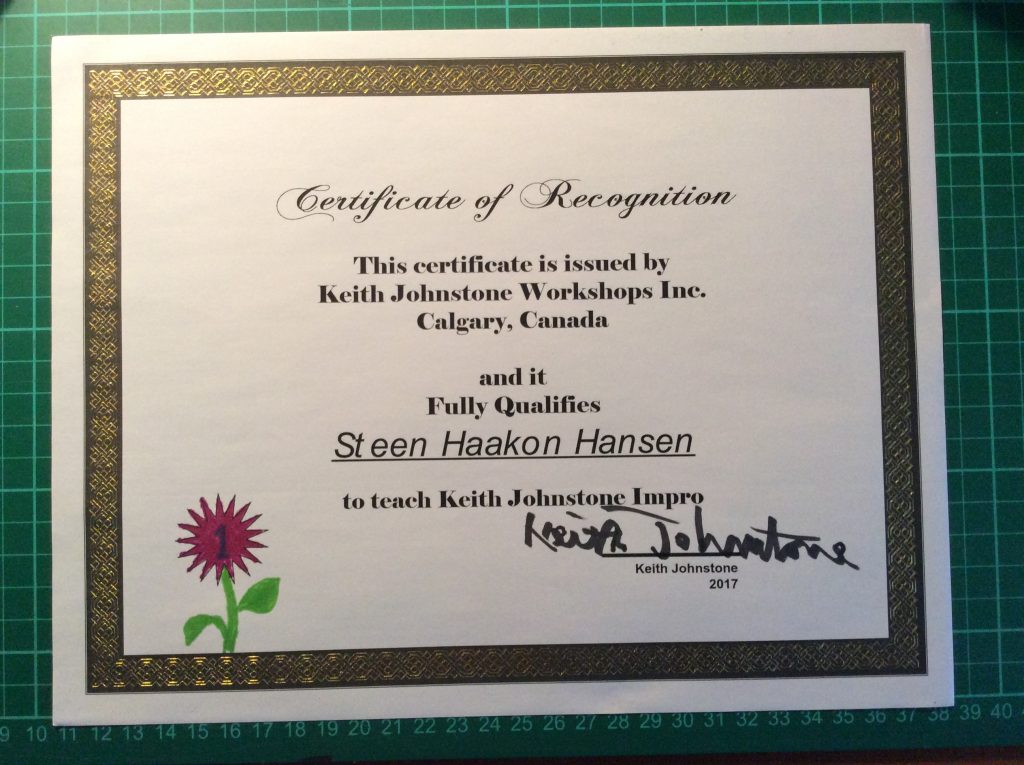 Certificate of Recognition
This certificate is issued by
Keith Johnstone Workshops Inc.
Calgary, Canada
and it
Fully Qualifies
Steen Haakon Hansen
to teach Keith Johnstone Impro
Keith Johnstone
Keith Johnstone
2017
1
9 10 11 12 13 14 15 16 17 18 19 20 21 22 23 24 25 26 27 28 29 30 31 32 33 34 35 36 37 38 39 40